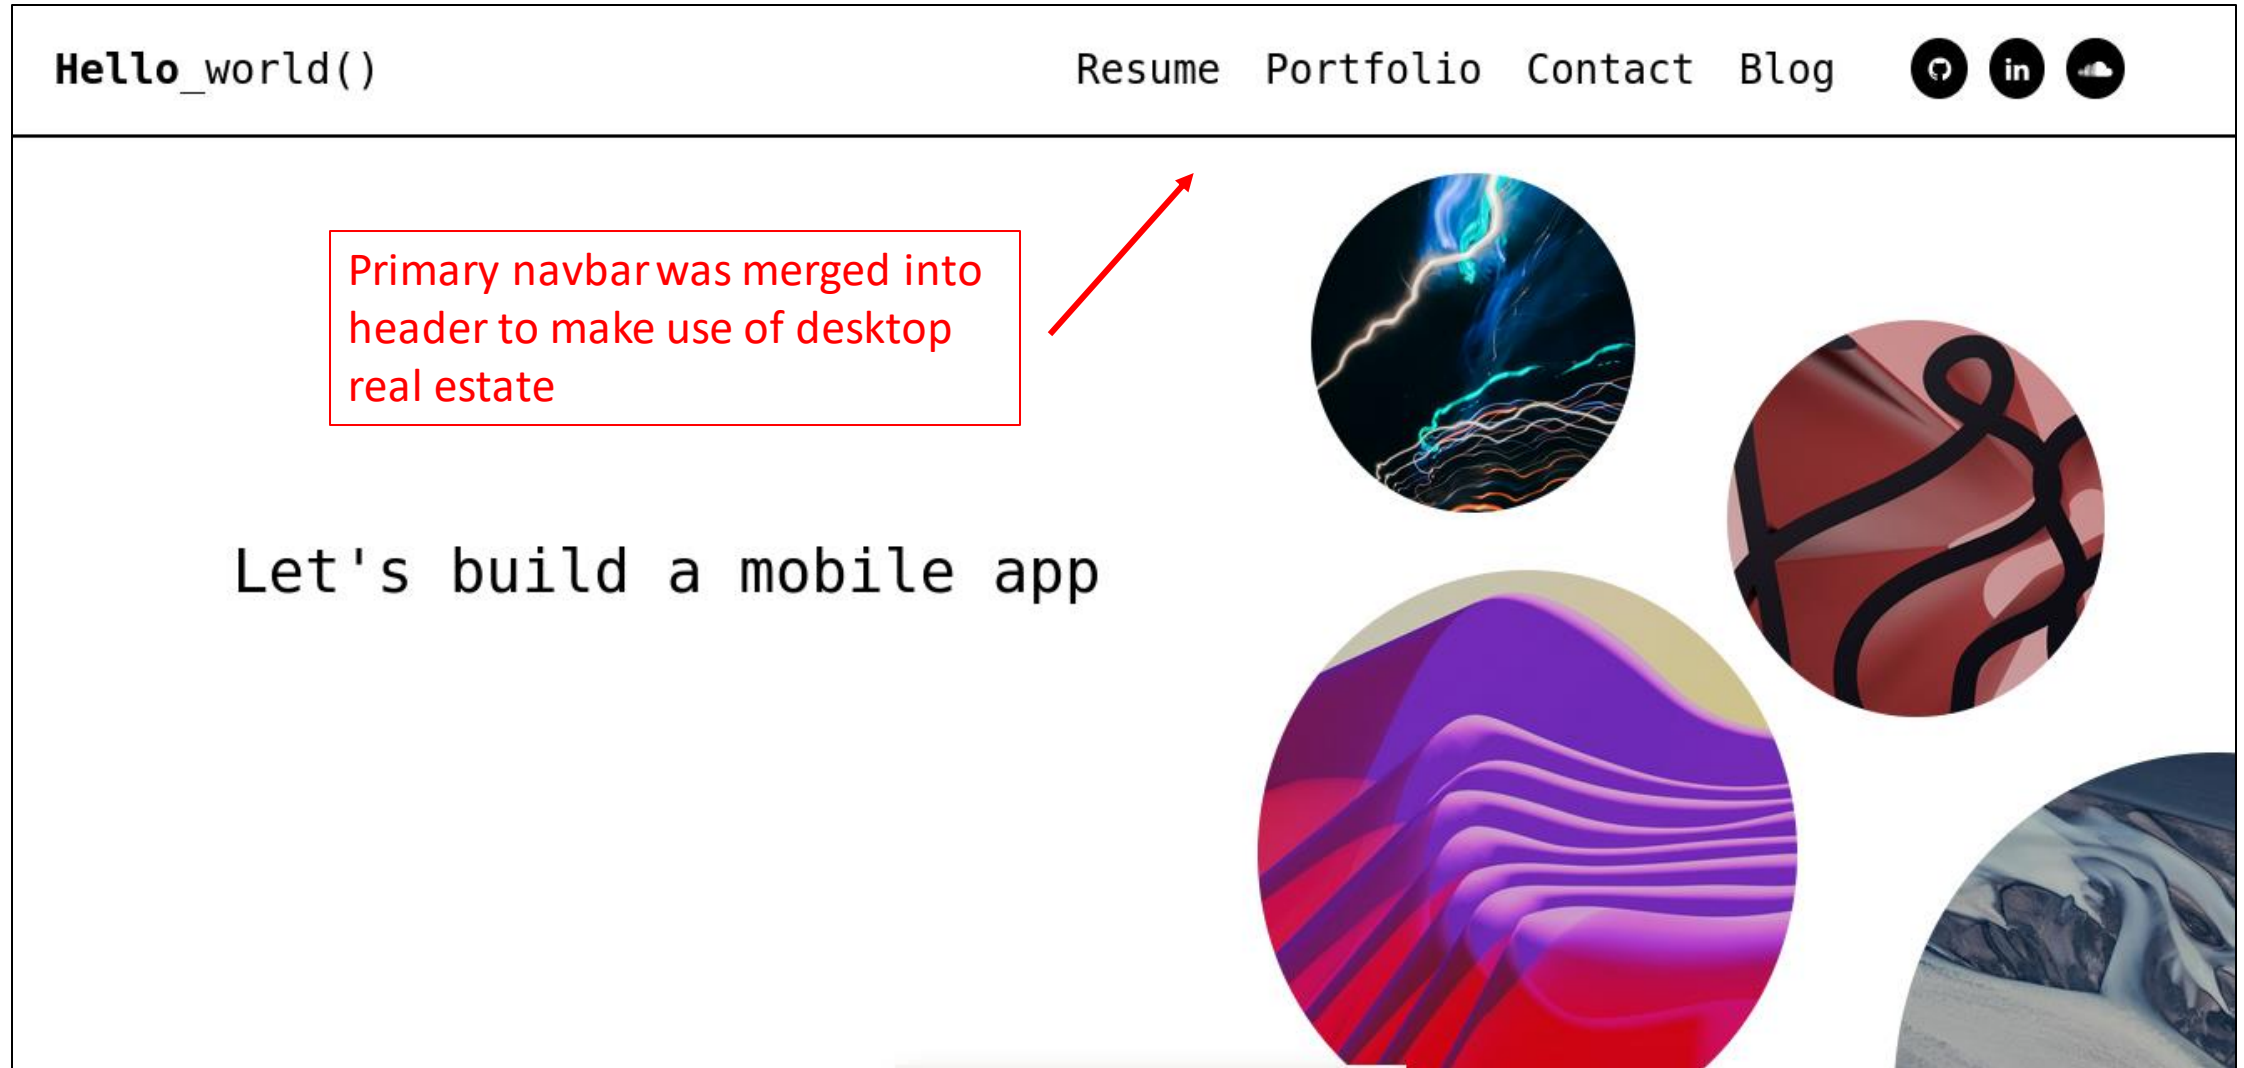 Hello_world()
Resume Portfolio Contact Blog in
Primary navbar was merged into
header to make use of desktop
real estate
Let's build a mobile app